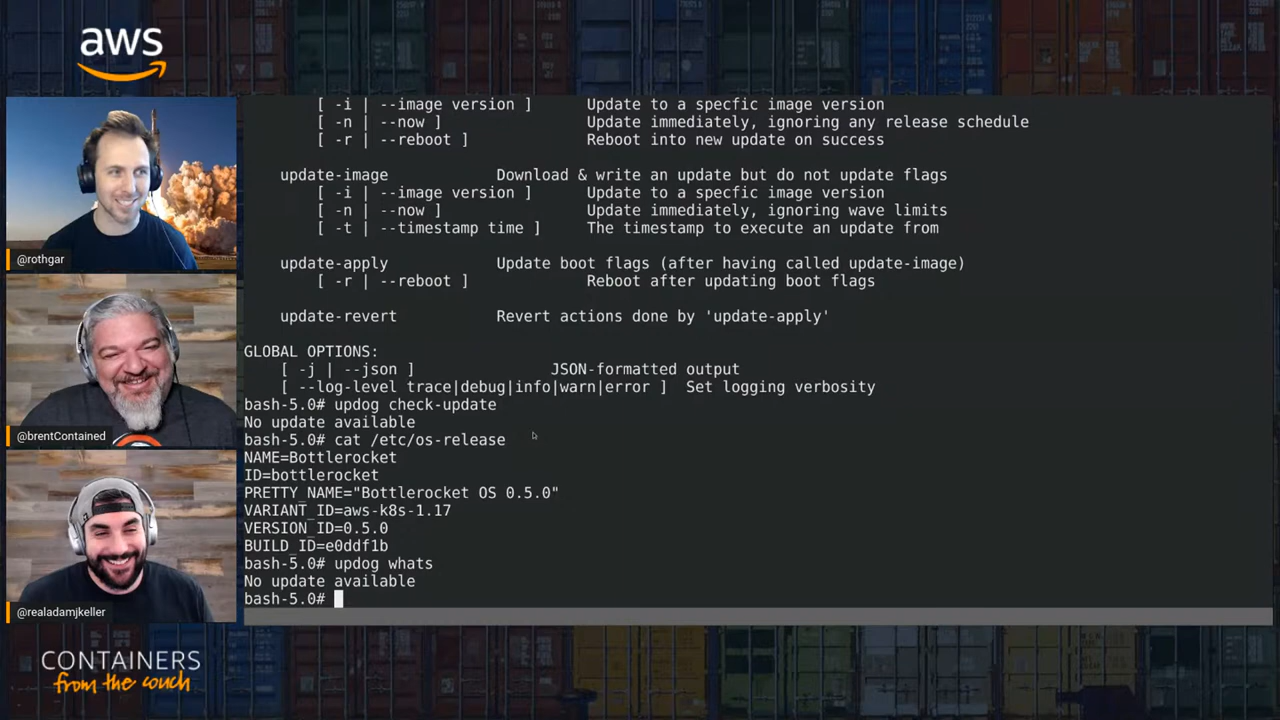 aws
[ -i | --image version ] Update to a specfic image version
[ -n | --now ] Update immediately, ignoring any release schedule
[ -r | --reboot ] Reboot into new update on success
update-image Download & write an update but do not update flags
[ -i | --image version ] Update to a specfic image version
[ -n | --now ] Update immediately, ignoring wave limits
[ -t | --timestamp time ] The timestamp to execute an update from
update-apply Update boot flags (after having called update-image)
[ -r | --reboot ] Reboot after updating boot flags
update-revert Revert actions done by 'update-apply'
GLOBAL OPTIONS:
[ -j | --json ] JSON-formatted output
[ --log-level trace|debug|info|warn|error ] Set logging verbosity
bash-5.0# updog check-update
No update available
bash-5.0# cat /etc/os-release
NAME=Bottlerocket
ID=bottlerocket
PRETTY_NAME="Bottlerocket OS 0.5.0"
VARIANT_ID=aws-k8s-1.17
VERSION_ID=0.5.0
BUILD_ID=e0ddf1b
bash-5.0# updog whats
No update available
bash-5.0#
@rothgar
@brentContained
@realadamjkeller
CONTAINERS
from the couch